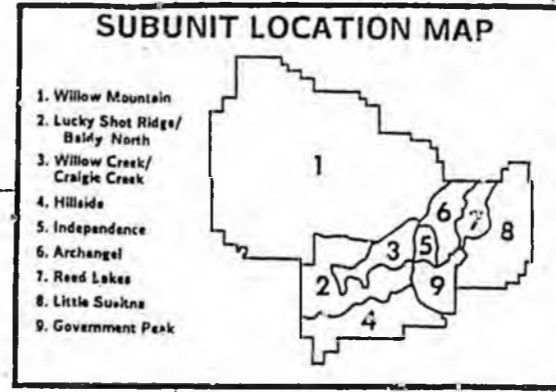 SUBUNIT LOCATION MAP
1. Willow Mountain
2. Lucky Shot Ridge/
Baldy North
3. Willow Creek/
Craigie Creek
4. Hillside
5. Independence
6. Archangel
7. Reed Lakes
8. Little Susitna
9. Government Peak
1
6
7
8
3
5
2
9
4